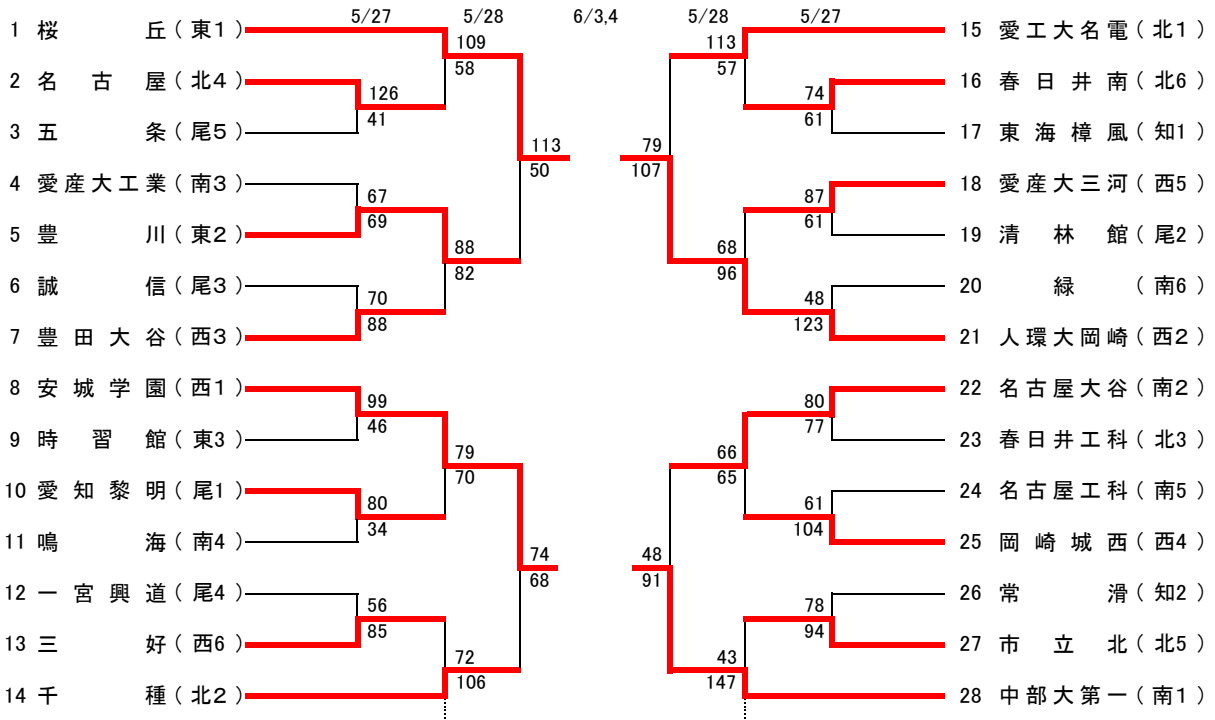 5/27 5/28 6/3,4 5/28 5/27
1 桜丘(東1) 109 113 15 愛工大名電(北1)
58 57
2 名古屋(北4) 126 74 16 春日井南(北6)
41 61
3 五条(尾5) 17 東海樟風(知1)
113 79
50 107
4 愛産大工業(南3) 67 87 18 愛産大三河(西5)
69 61
5 豊川(東2) 88 68 19 清林館(尾2)
82 96
6 誠信(尾3) 70 48 20 緑(南6)
88 123
7 豊田大谷(西3) 21 人環大岡崎(西2)
8 安城学園(西1) 99 80 22 名古屋大谷(南2)
46 77
9 時習館(東3) 79 66 23 春日井工科(北3)
70 65
10 愛知黎明(尾1) 80 61 24 名古屋工科(南5)
34 104
11 鳴海(南4) 74 48 25 岡崎城西(西4)
68 91
12 一宮興道(尾4) 56 78 26 常滑(知2)
85 94
13 三好(西6) 72 43 27 市立北(北5)
106 147
14 千種(北2) 28 中部大第一(南1)